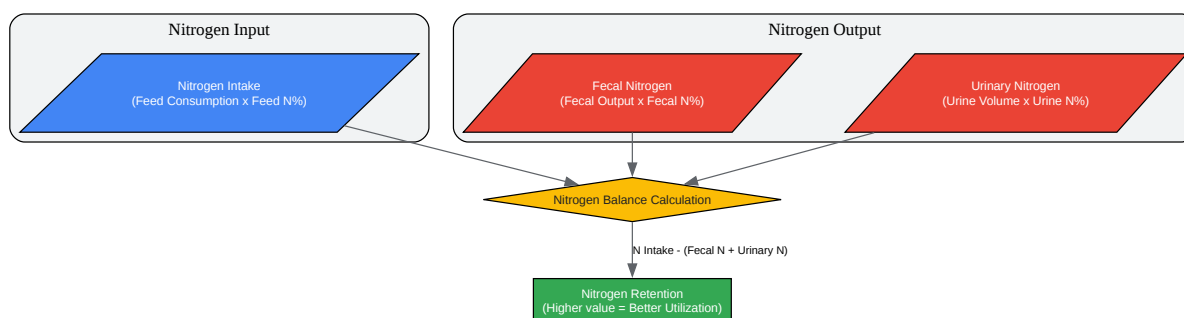 Nitrogen Input
Nitrogen Output
Nitrogen Intake
(Feed Consumption x Feed N%)
Fecal Nitrogen
(Fecal Output x Fecal N%)
Urinary Nitrogen
(Urine Volume x Urine N%)
Nitrogen Balance Calculation
N Intake - (Fecal N + Urinary N)
Nitrogen Retention
(Higher value = Better Utilization)